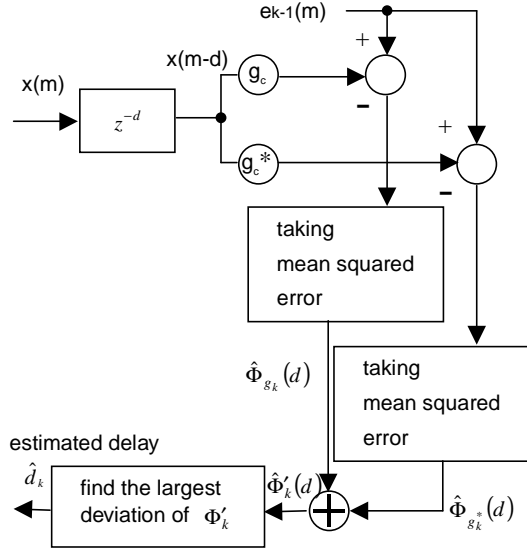 eₖ₋₁(m)
+
x(m-d)
x(m)
g_c
z^{-d}
−
+
g_c*
−
taking
mean squared
error
Φ̂_{g_k}(d)
taking
mean squared
error
estimated delay
d̂_k
find the largest
deviation of Φ′_k
Φ̂′_k(d)
+
Φ̂_{g_k^*}(d)